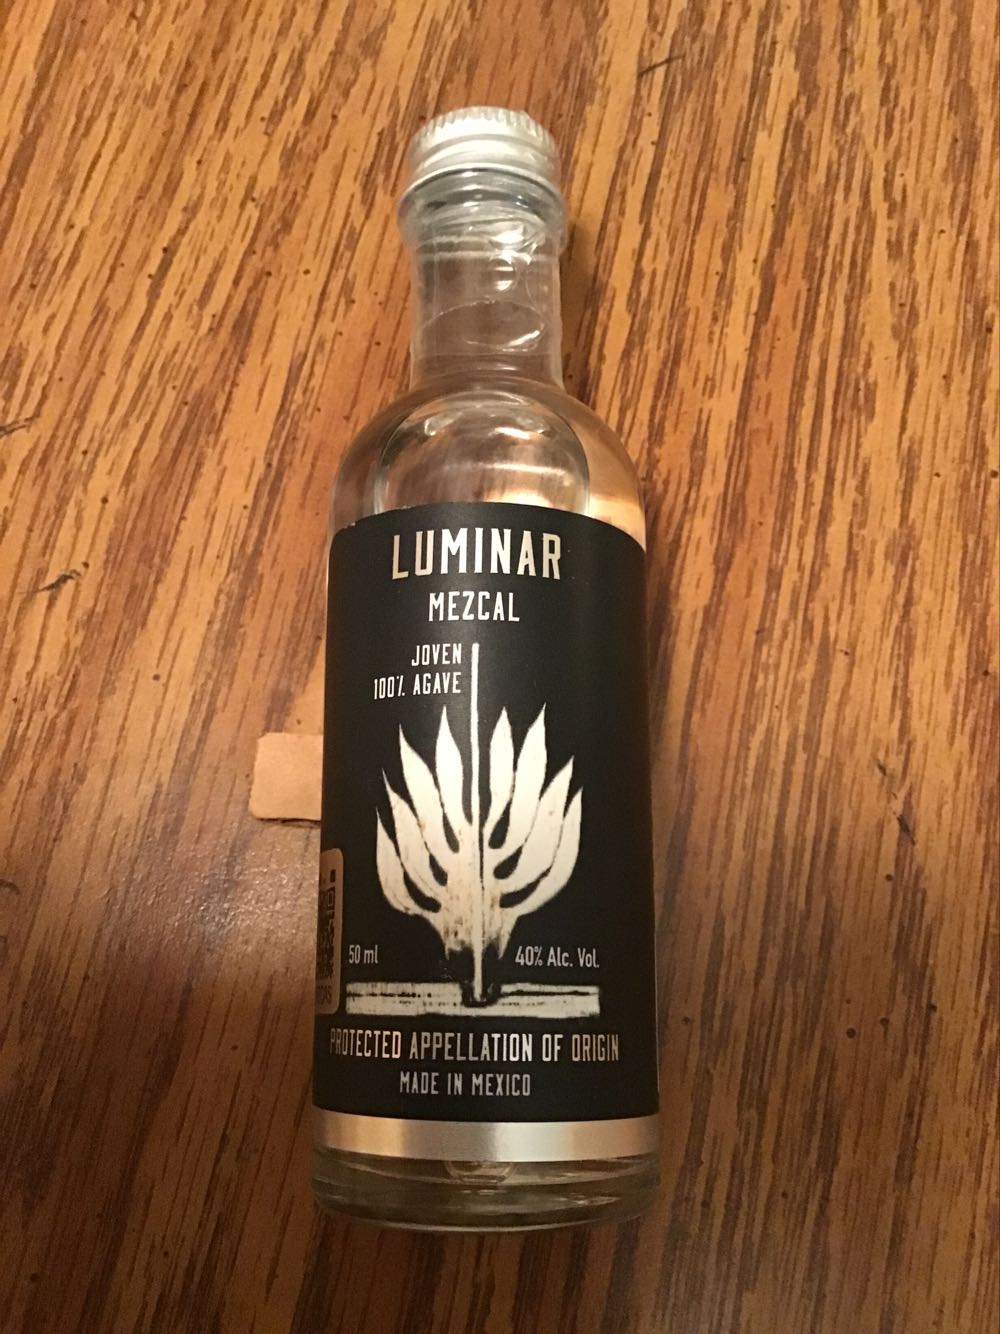 LUMINAR
MEZCAL
JOVEN
100% AGAVE
50 ml
40% Alc. Vol.
PROTECTED APPELLATION OF ORIGIN
MADE IN MEXICO